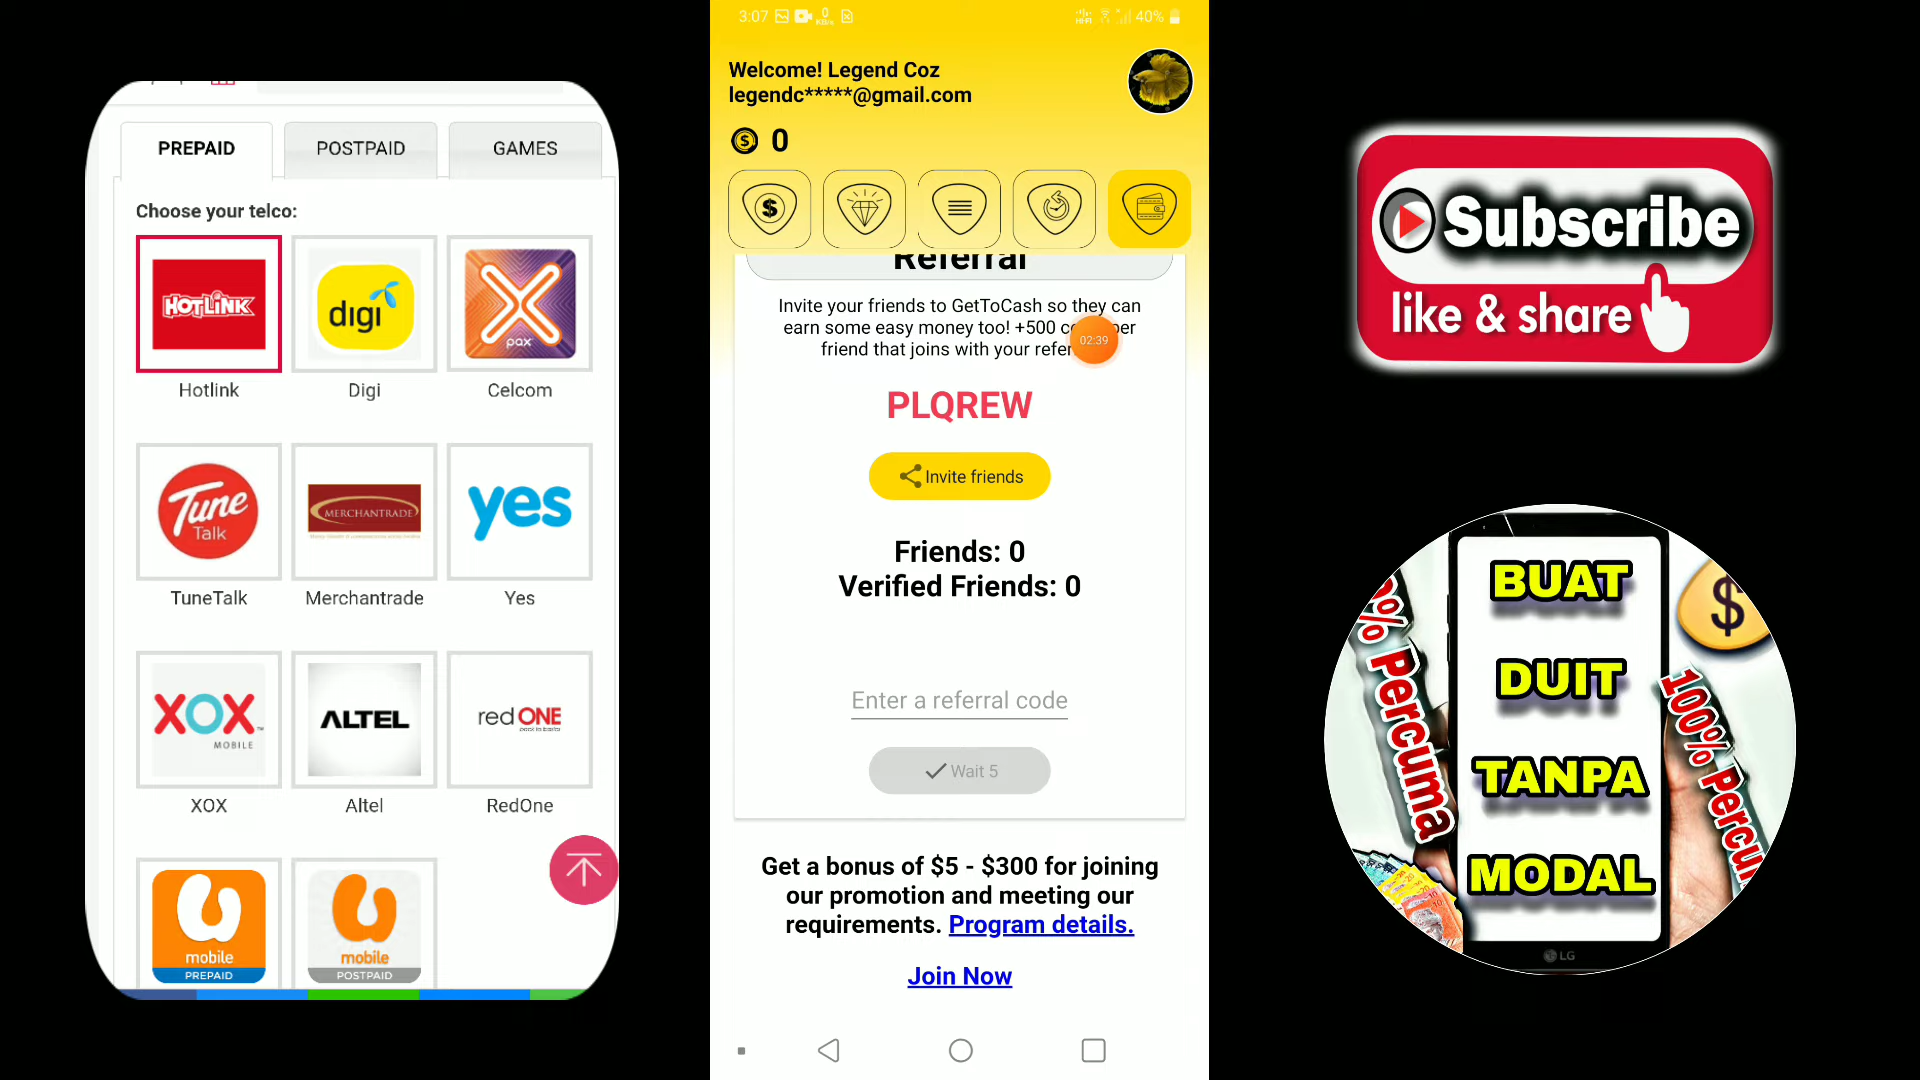 PREPAID
POSTPAID
GAMES
Choose your telco:
HOTLINK
digi
pax
Hotlink
Digi
Celcom
Tune
Talk
MERCHANTRADE
yes
TuneTalk
Merchantrade
Yes
XOX
MOBILE
ALTEL
red ONE
XOX
Altel
RedOne
mobile
PREPAID
mobile
POSTPAID
3:07
0
KB/s
40%
Welcome! Legend Coz
legendc*****@gmail.com
0
Referral
Invite your friends to GetToCash so they can
earn some easy money too! +500 per
friend that joins with your
02:39
PLQREW
Invite friends
Friends: 0
Verified Friends: 0
Enter a referral code
Wait 5
Get a bonus of $5 - $300 for joining
our promotion and meeting our
requirements. Program details.
Join Now
Subscribe
like & share
BUAT
DUIT
TANPA
MODAL
% Percuma
100% Percu
LG